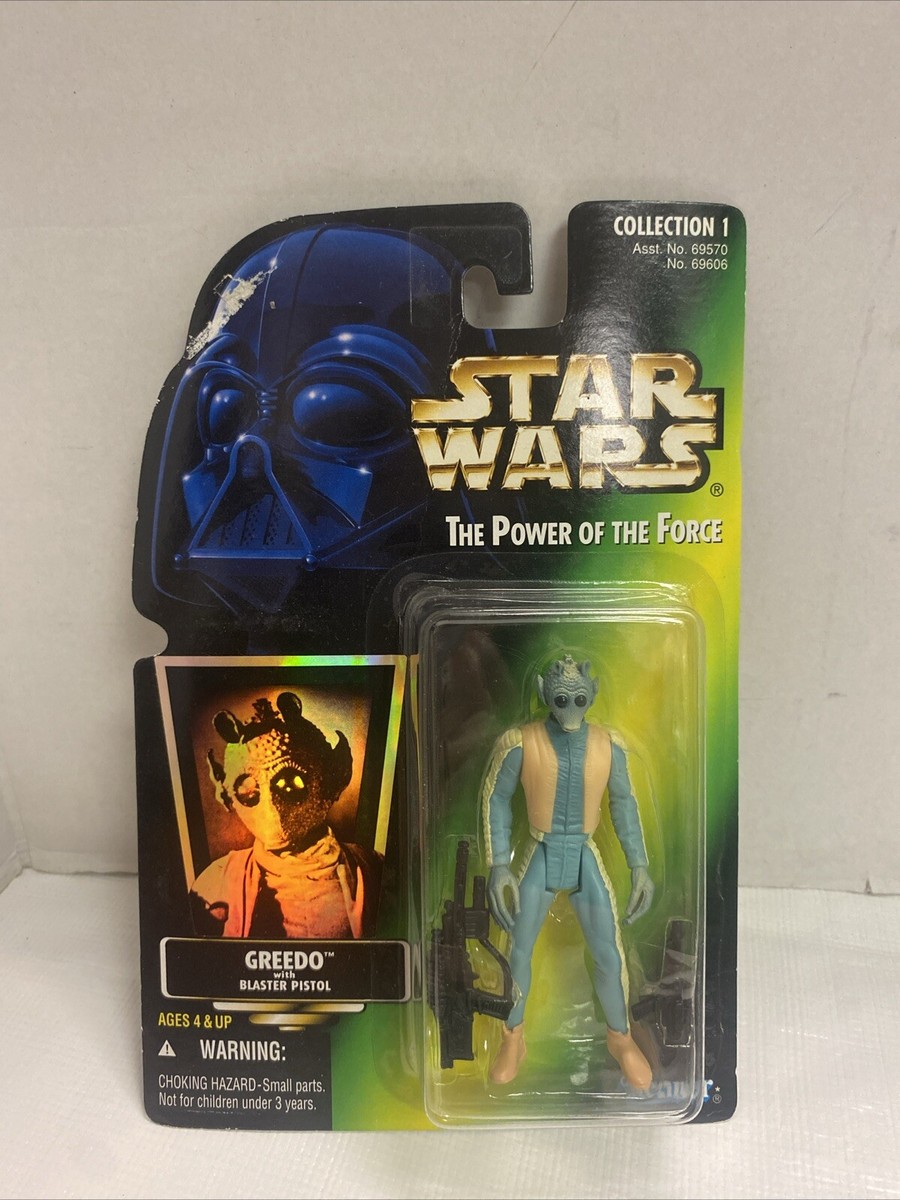 COLLECTION 1
Asst. No. 69570
No. 69606
STAR
WARS®
THE POWER OF THE FORCE
GREEDO™
with
BLASTER PISTOL
AGES 4 & UP
⚠ WARNING:
CHOKING HAZARD-Small parts.
Not for children under 3 years.
Kenner®